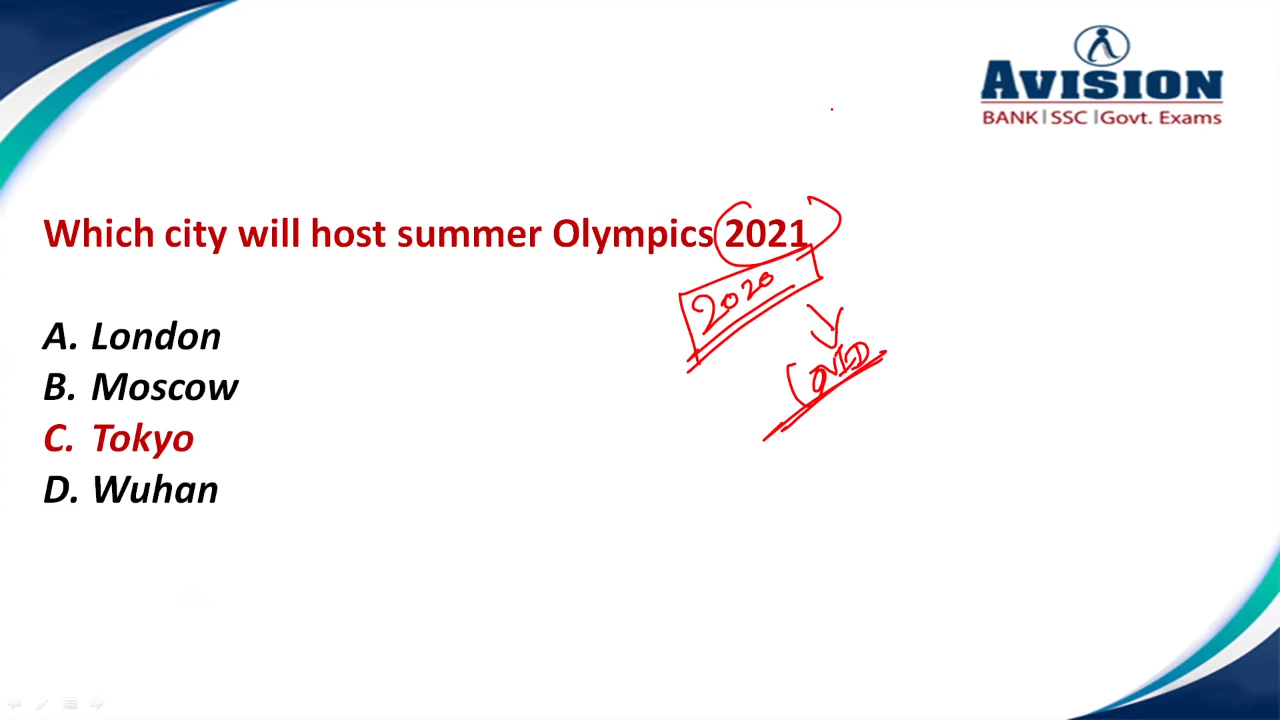 AVISION
BANK | SSC | Govt. Exams
Which city will host summer Olympics 2021
2020
COVID
A. London
B. Moscow
C. Tokyo
D. Wuhan